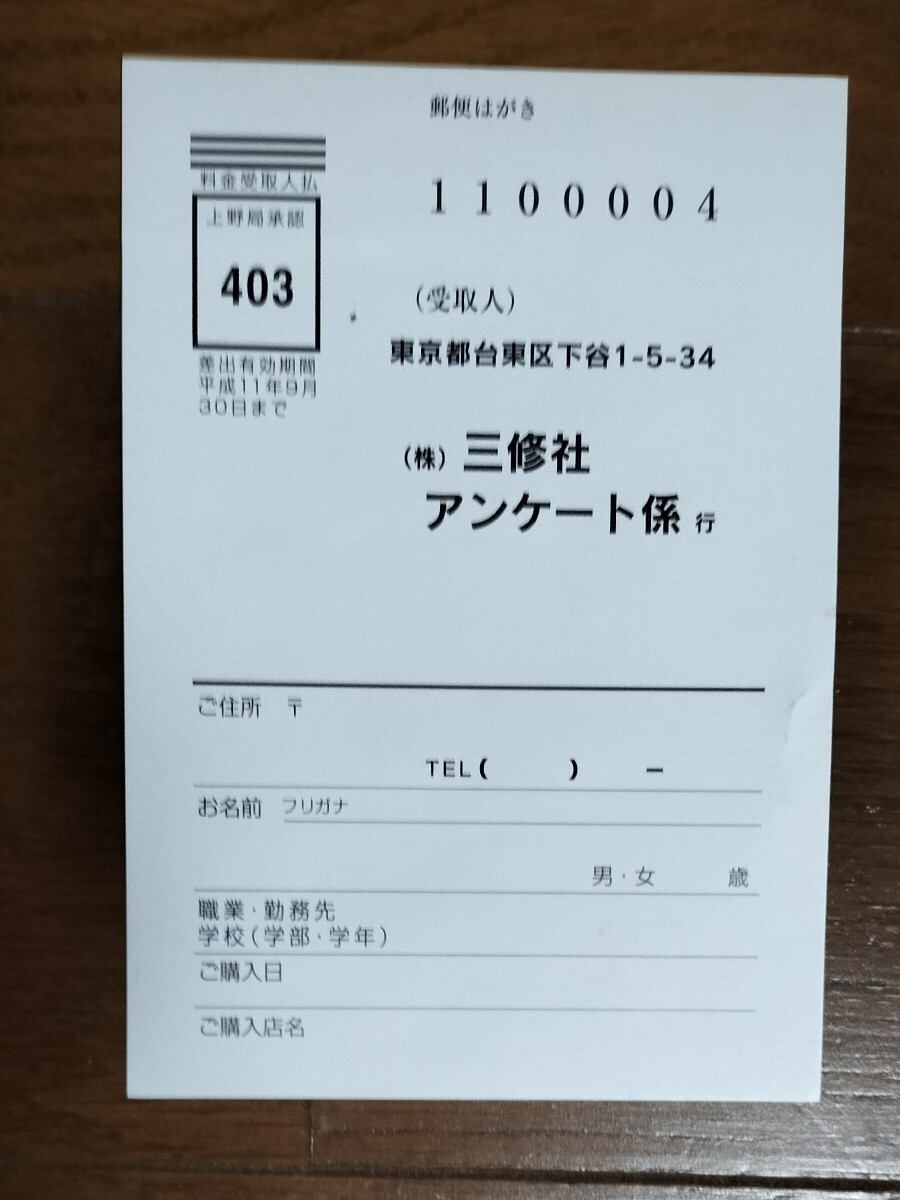 郵便はがき
料金受取人払
上野局承認
403
差出有効期間
平成11年9月
30日まで
1100004
(受取人)
東京都台東区下谷1-5-34
(株) 三修社
アンケート係 行
ご住所 〒
TEL( ) ー
お名前 フリガナ
男・女 歳
職業・勤務先
学校(学部・学年)
ご購入日
ご購入店名